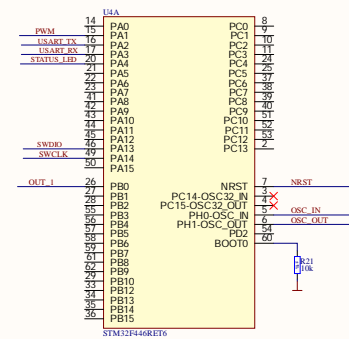 U4A
14 PA0 PC0 8
PWM 15 PA1 PC1 9
USART_TX 16 PA2 PC2 10
USART_RX 17 PA3 PC3 11
STATUS_LED 20 PA4 PC4 24
21 PA5 PC5 25
22 PA6 PC6 37
23 PA7 PC7 38
41 PA8 PC8 39
42 PA9 PC9 40
43 PA10 PC10 51
44 PA11 PC11 52
45 PA12 PC12 53
SWDIO 46 PA13 PC13 2
SWCLK 49 PA14
50 PA15
OUT_1 26 PB0 NRST 7 NRST
27 PB1 PC14-OSC32_IN 3
28 PB2 PC15-OSC32_OUT 4
55 PB3 PH0-OSC_IN 5 OSC_IN
56 PB4 PH1-OSC_OUT 6 OSC_OUT
57 PB5 PD2 54
58 PB6 BOOT0 60
59 PB7
61 PB8
62 PB9
29 PB10
33 PB12
34 PB13
35 PB14
36 PB15
R21
10k
STM32F446RET6